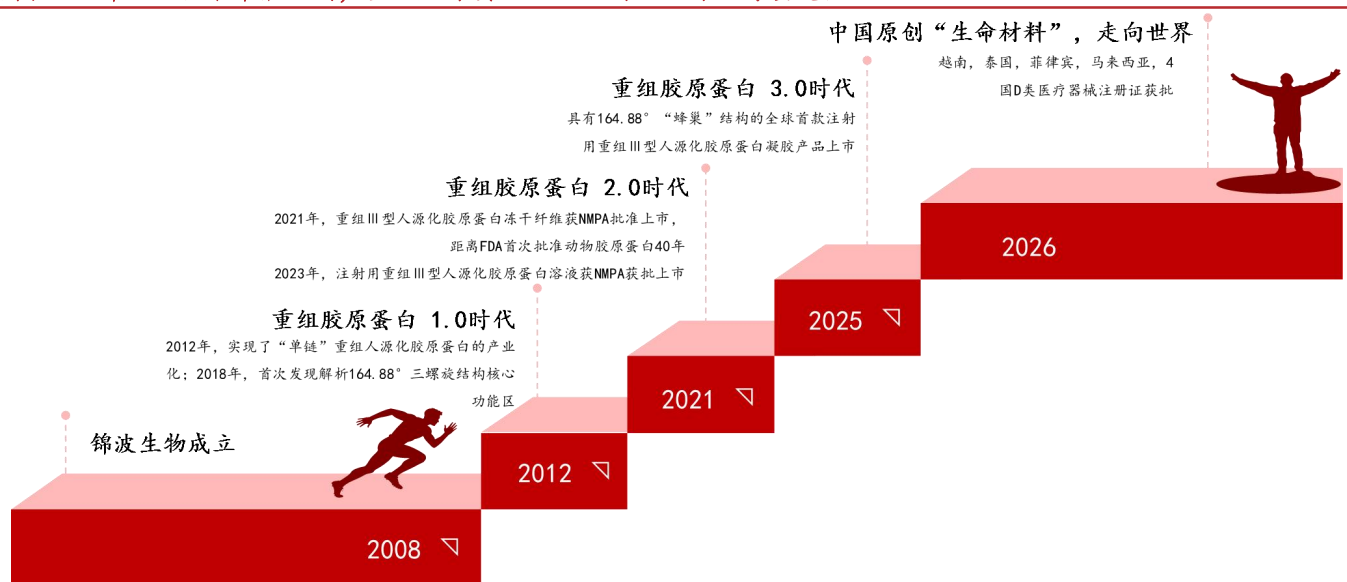 中国原创“生命材料”，走向世界
越南，泰国，菲律宾，马来西亚，4
国D类医疗器械注册证获批
重组胶原蛋白 3.0时代
具有164.88°“蜂巢”结构的全球首款注射
用重组Ⅲ型人源化胶原蛋白凝胶产品上市
重组胶原蛋白 2.0时代
2021年，重组Ⅲ型人源化胶原蛋白冻干纤维获NMPA批准上市，
距离FDA首次批准动物胶原蛋白40年
2023年，注射用重组Ⅲ型人源化胶原蛋白溶液获NMPA获批上市
重组胶原蛋白 1.0时代
2012年，实现了“单链”重组人源化胶原蛋白的产业
化；2018年，首次发现解析164.88°三螺旋结构核心
功能区
锦波生物成立
2026
2025
2021
2012
2008